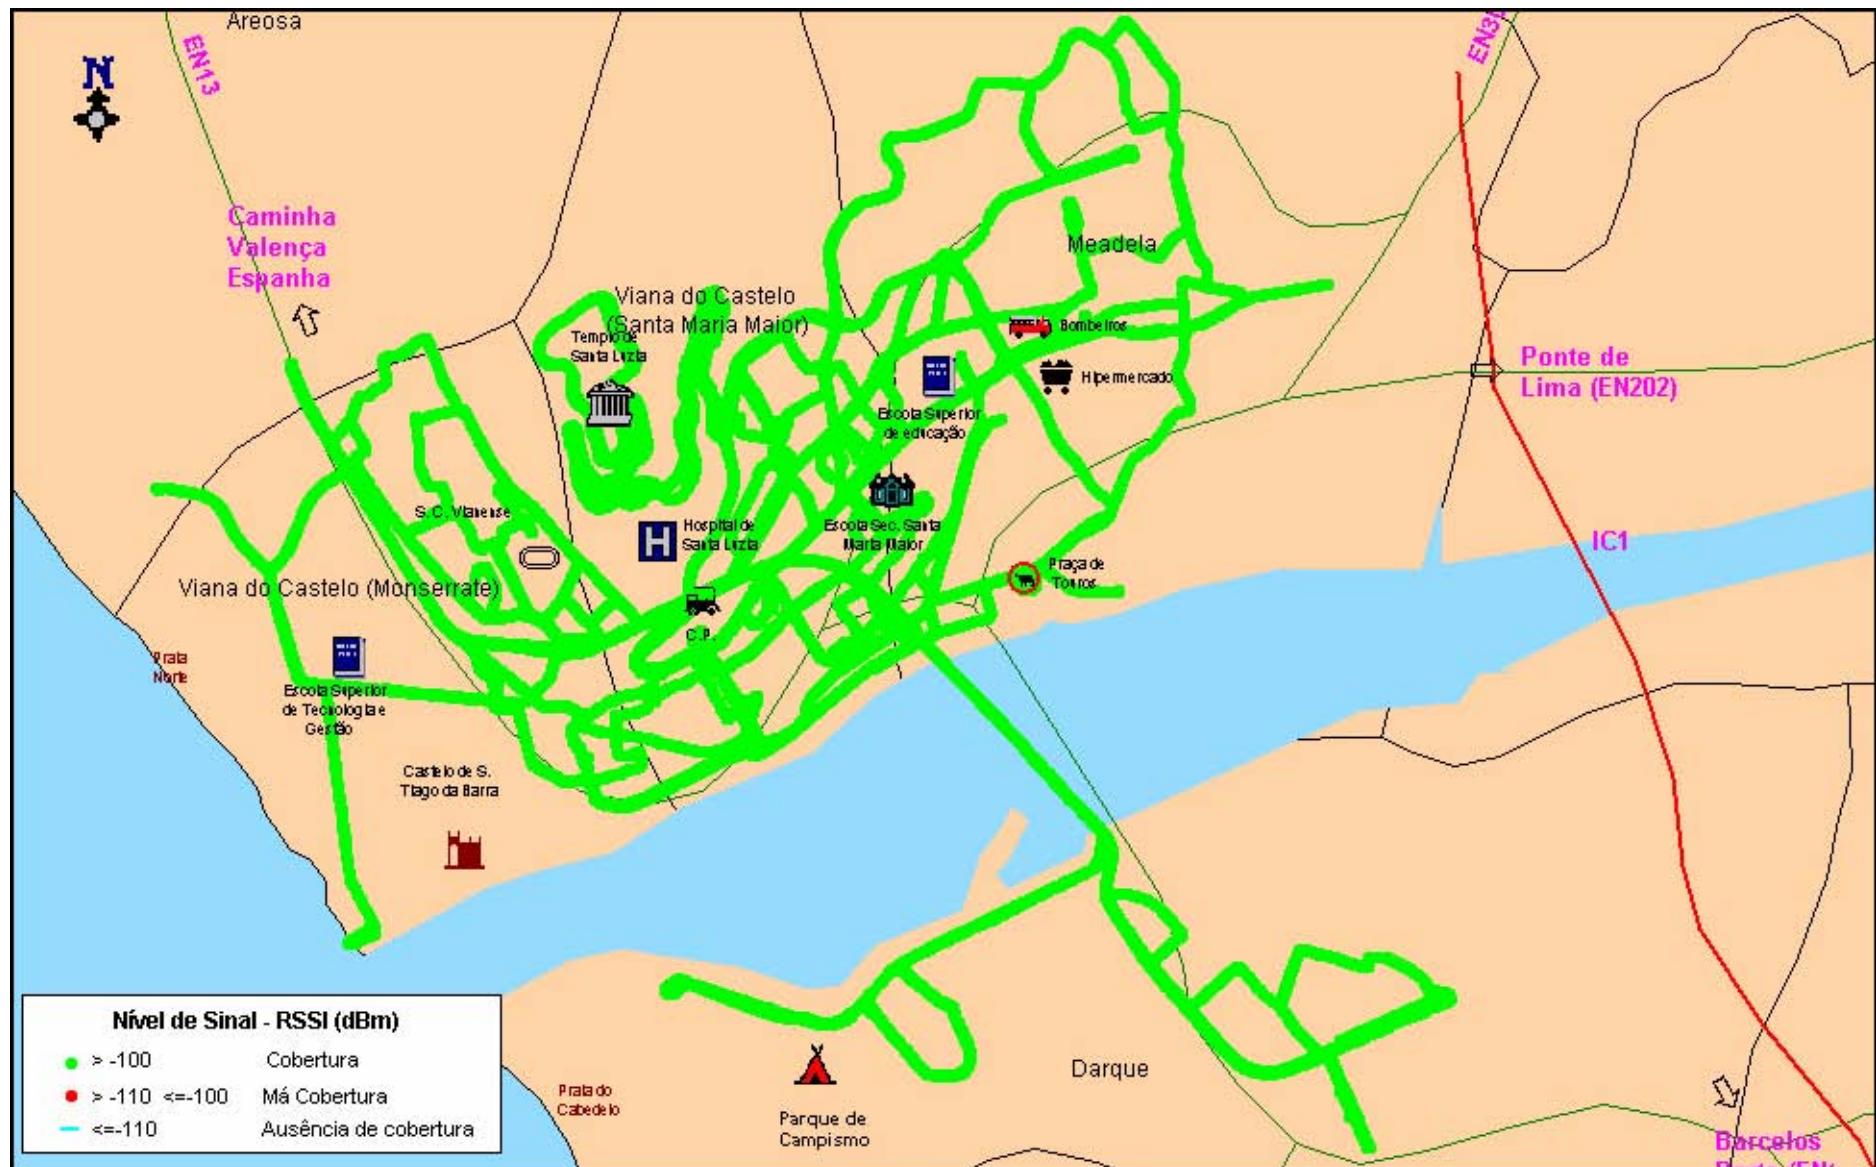 Areosa
EN13
N
Caminha
Valença
Espanha
Viana do Castelo
(Santa Maria Maior)
Templo de
Santa Luzia
Meadela
Bombeiros
Hipermercado
Escola Superior
de educação
Ponte de
Lima (EN202)
S.C. Vianense
Hospital de
Santa Luzia
H
Escola Sec. Santa
Maria Maior
IC1
Praça de
Touros
Viana do Castelo (Monserrate)
C.P.
Praia
Norte
Escola Superior
de Tecnologia e
Gestão
Castelo de S.
Tiago da Barra
Nível de Sinal - RSSI (dBm)
> -100 Cobertura
> -110 <=-100 Má Cobertura
<=-110 Ausência de cobertura
Praia do
Cabedelo
Parque de
Campismo
Darque
Barcelos